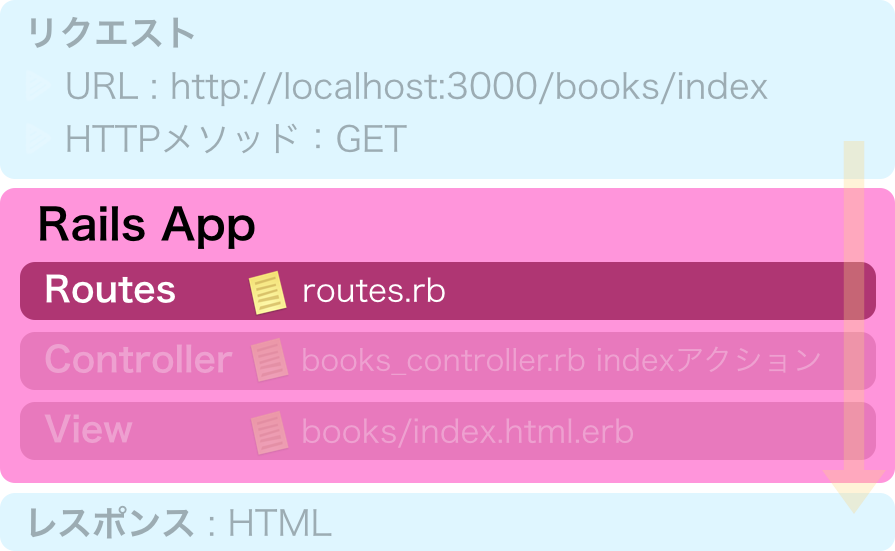 リクエスト
URL : http://localhost:3000/books/index
HTTPメソッド：GET
Rails App
Routes routes.rb
Controller books_controller.rb indexアクション
View books/index.html.erb
レスポンス : HTML